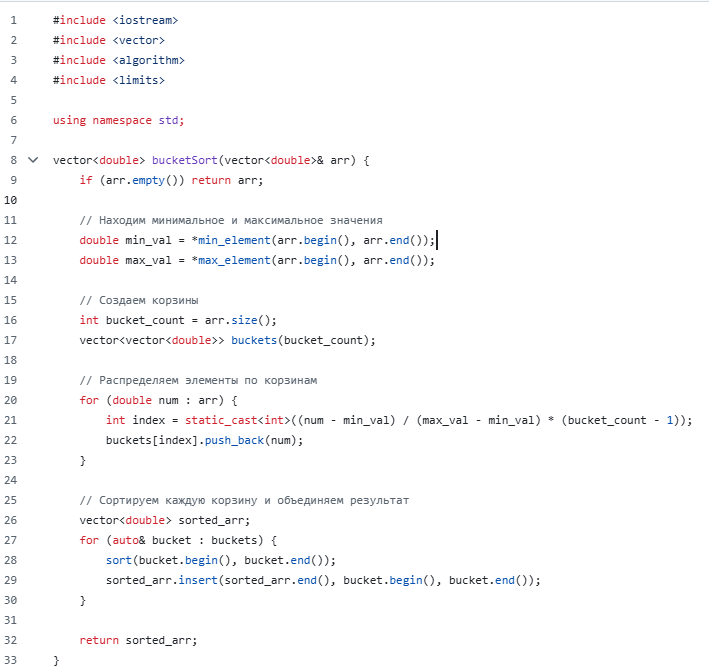 1 #include <iostream>
2 #include <vector>
3 #include <algorithm>
4 #include <limits>
5
6 using namespace std;
7
8 vector<double> bucketSort(vector<double>& arr) {
9     if (arr.empty()) return arr;
10
11     // Находим минимальное и максимальное значения
12     double min_val = *min_element(arr.begin(), arr.end());
13     double max_val = *max_element(arr.begin(), arr.end());
14
15     // Создаем корзины
16     int bucket_count = arr.size();
17     vector<vector<double>> buckets(bucket_count);
18
19     // Распределяем элементы по корзинам
20     for (double num : arr) {
21         int index = static_cast<int>((num - min_val) / (max_val - min_val) * (bucket_count - 1));
22         buckets[index].push_back(num);
23     }
24
25     // Сортируем каждую корзину и объединяем результат
26     vector<double> sorted_arr;
27     for (auto& bucket : buckets) {
28         sort(bucket.begin(), bucket.end());
29         sorted_arr.insert(sorted_arr.end(), bucket.begin(), bucket.end());
30     }
31
32     return sorted_arr;
33 }